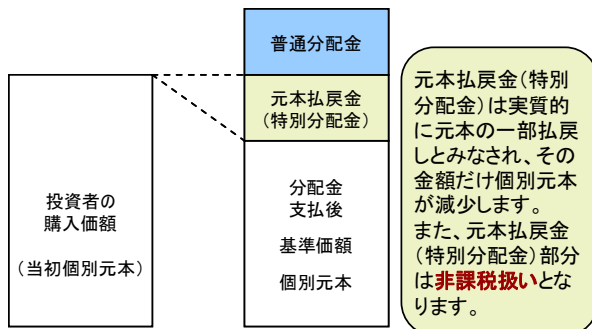 普通分配金
元本払戻金
(特別分配金)
投資者の
購入価額
(当初個別元本)
分配金
支払後
基準価額
個別元本
元本払戻金(特別
分配金)は実質的
に元本の一部払戻
しとみなされ、その
金額だけ個別元本
が減少します。
また、元本払戻金
(特別分配金)部分
は非課税扱いとな
ります。